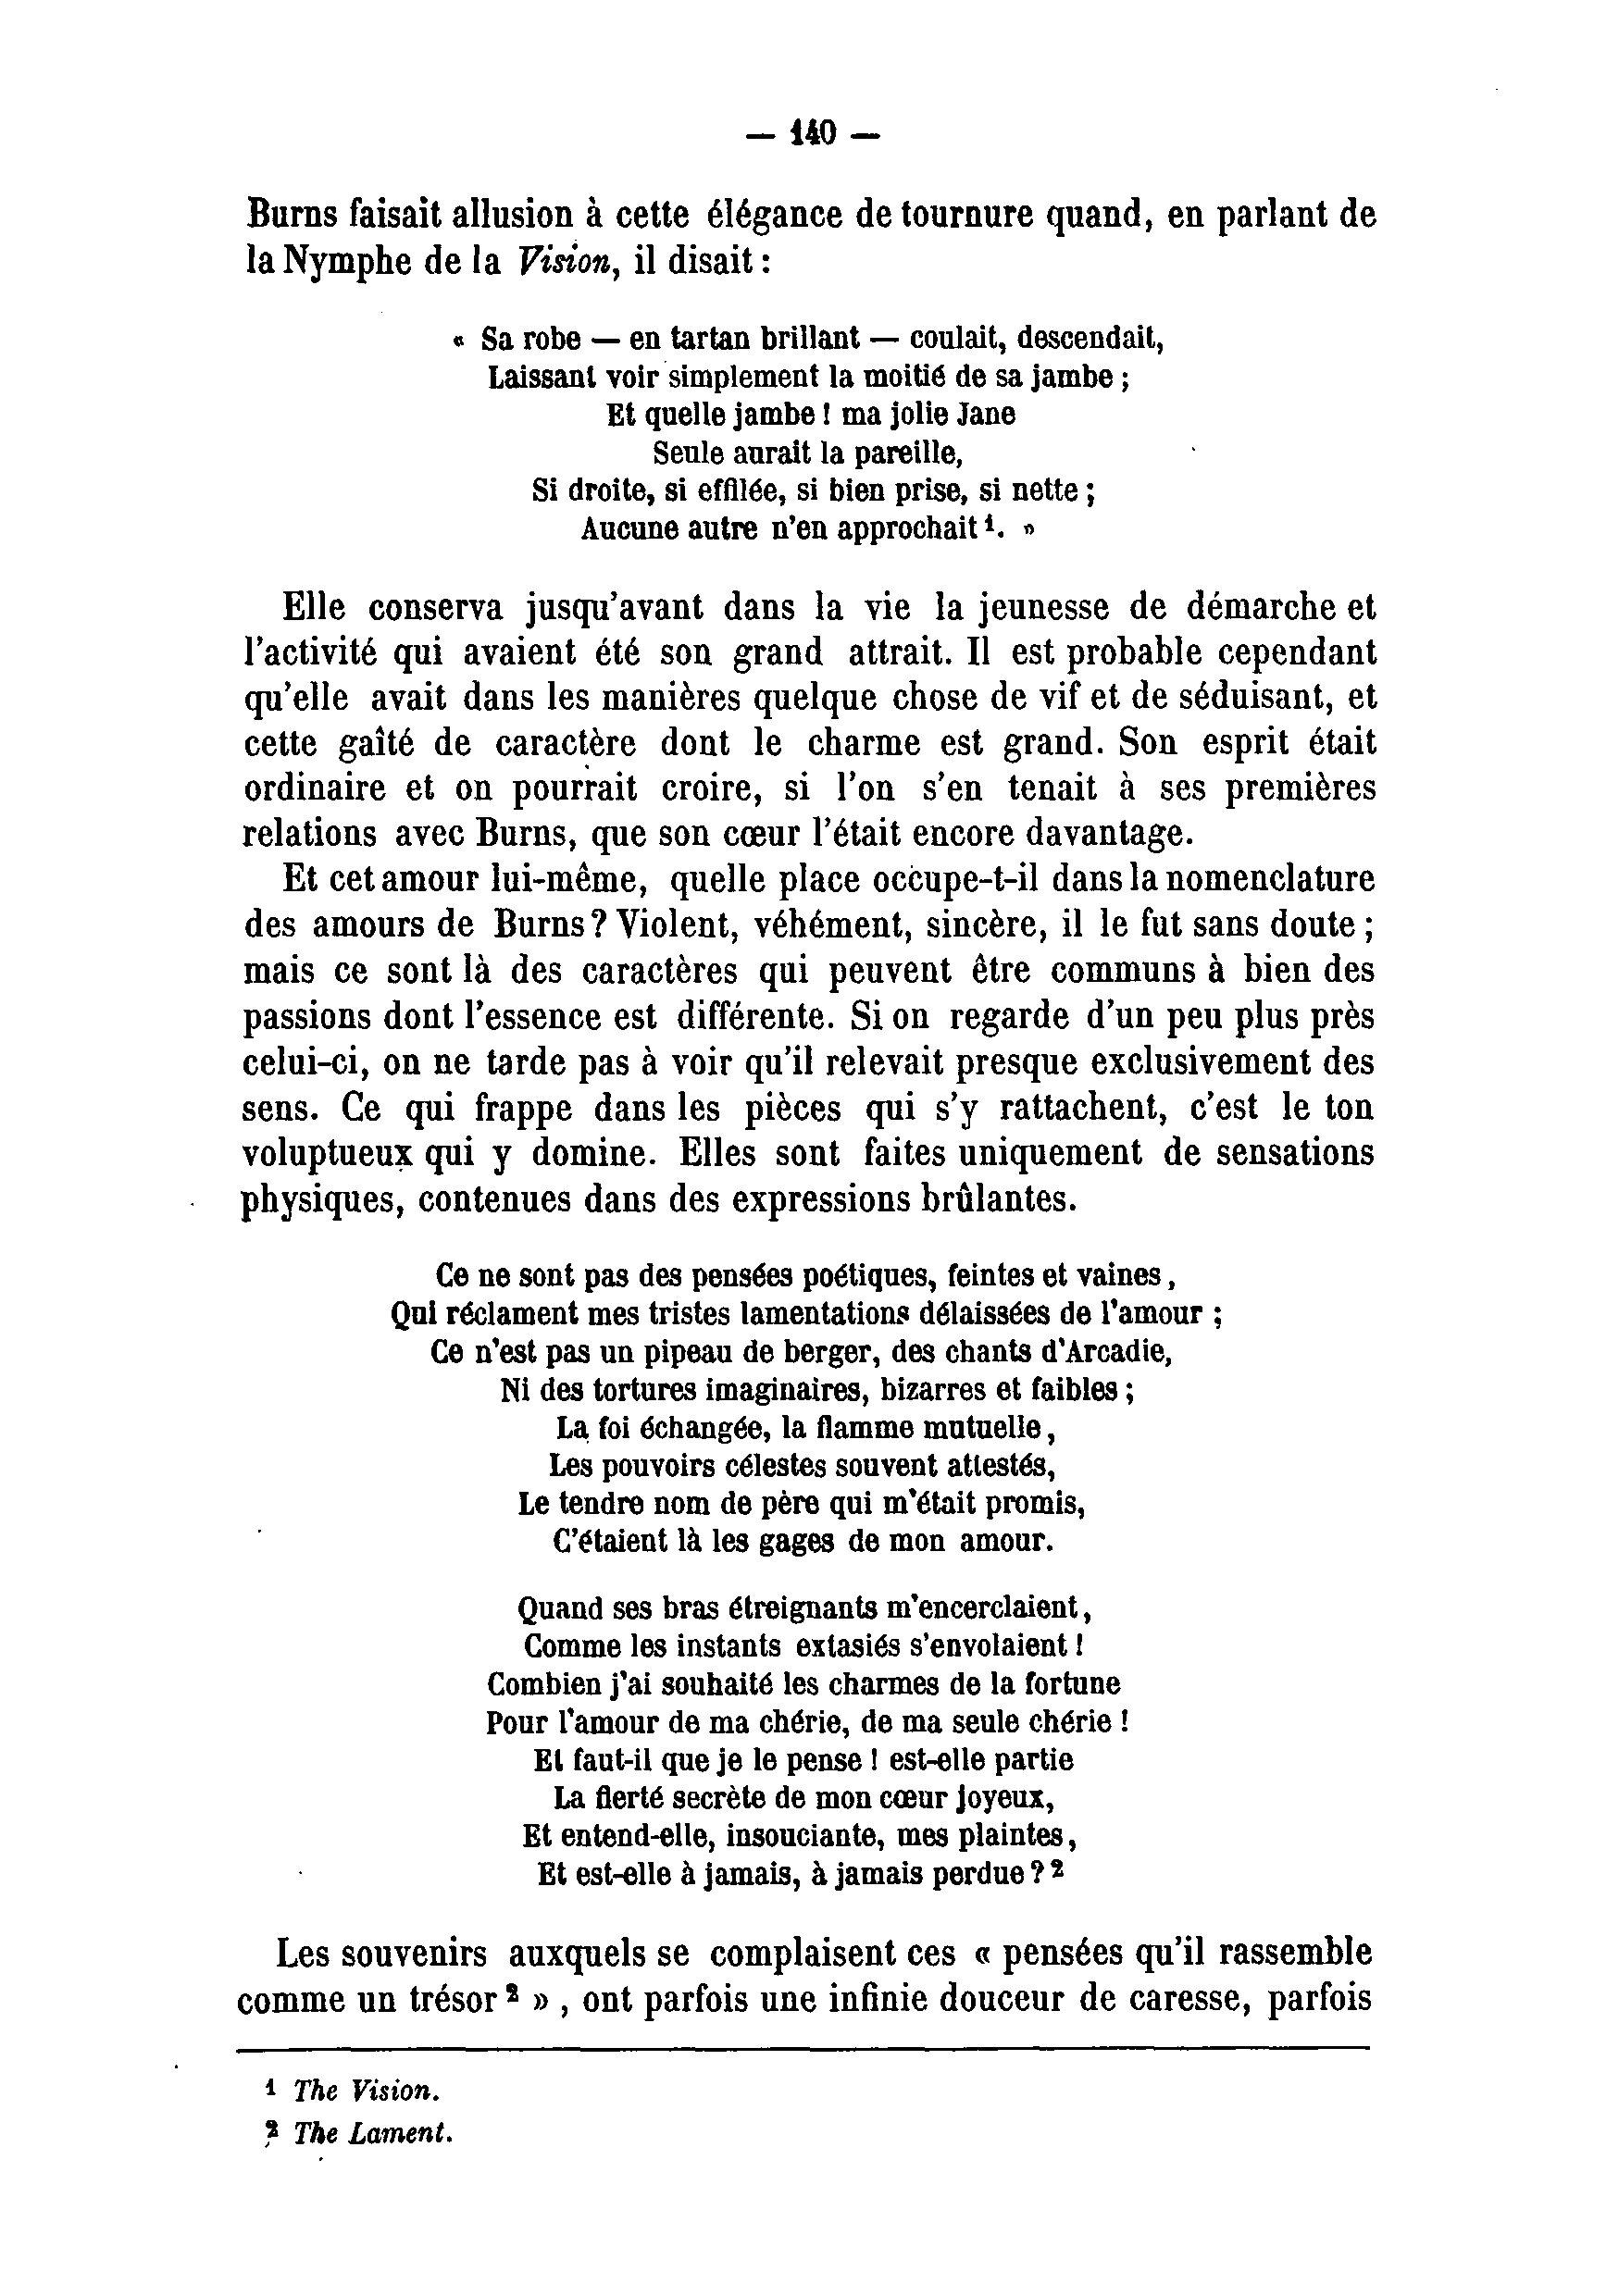 — 140 —
Burns faisait allusion à cette élégance de tournure quand, en parlant de
la Nymphe de la Vision, il disait :
« Sa robe — en tartan brillant — coulait, descendait,
Laissant voir simplement la moitié de sa jambe ;
Et quelle jambe ! ma jolie Jane
Seule aurait la pareille,
Si droite, si effilée, si bien prise, si nette ;
Aucune autre n'en approchait ¹. »
Elle conserva jusqu'avant dans la vie la jeunesse de démarche et
l'activité qui avaient été son grand attrait. Il est probable cependant
qu'elle avait dans les manières quelque chose de vif et de séduisant, et
cette gaîté de caractère dont le charme est grand. Son esprit était
ordinaire et on pourrait croire, si l'on s'en tenait à ses premières
relations avec Burns, que son cœur l'était encore davantage.
Et cet amour lui-même, quelle place occupe-t-il dans la nomenclature
des amours de Burns ? Violent, véhément, sincère, il le fut sans doute ;
mais ce sont là des caractères qui peuvent être communs à bien des
passions dont l'essence est différente. Si on regarde d'un peu plus près
celui-ci, on ne tarde pas à voir qu'il relevait presque exclusivement des
sens. Ce qui frappe dans les pièces qui s'y rattachent, c'est le ton
voluptueux qui y domine. Elles sont faites uniquement de sensations
physiques, contenues dans des expressions brûlantes.
Ce ne sont pas des pensées poétiques, feintes et vaines,
Qui réclament mes tristes lamentations délaissées de l'amour ;
Ce n'est pas un pipeau de berger, des chants d'Arcadie,
Ni des tortures imaginaires, bizarres et faibles ;
La foi échangée, la flamme mutuelle,
Les pouvoirs célestes souvent attestés,
Le tendre nom de père qui m'était promis,
C'étaient là les gages de mon amour.
Quand ses bras étreignants m'encerclaient,
Comme les instants extasiés s'envolaient !
Combien j'ai souhaité les charmes de la fortune
Pour l'amour de ma chérie, de ma seule chérie !
Et faut-il que je le pense ! est-elle partie
La fierté secrète de mon cœur joyeux,
Et entend-elle, insouciante, mes plaintes,
Et est-elle à jamais, à jamais perdue ? ²
Les souvenirs auxquels se complaisent ces « pensées qu'il rassemble
comme un trésor ² », ont parfois une infinie douceur de caresse, parfois
¹ The Vision.
² The Lament.